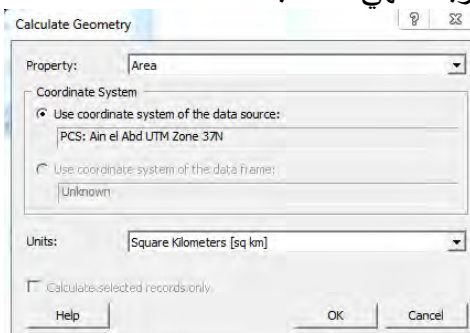 Calculate Geometry
Property: Area
Coordinate System
Use coordinate system of the data source:
PCS: Ain el Abd UTM Zone 37N
Use coordinate system of the data frame:
Unknown
Units: Square Kilometers [sq km]
Calculate selected records only
Help OK Cancel